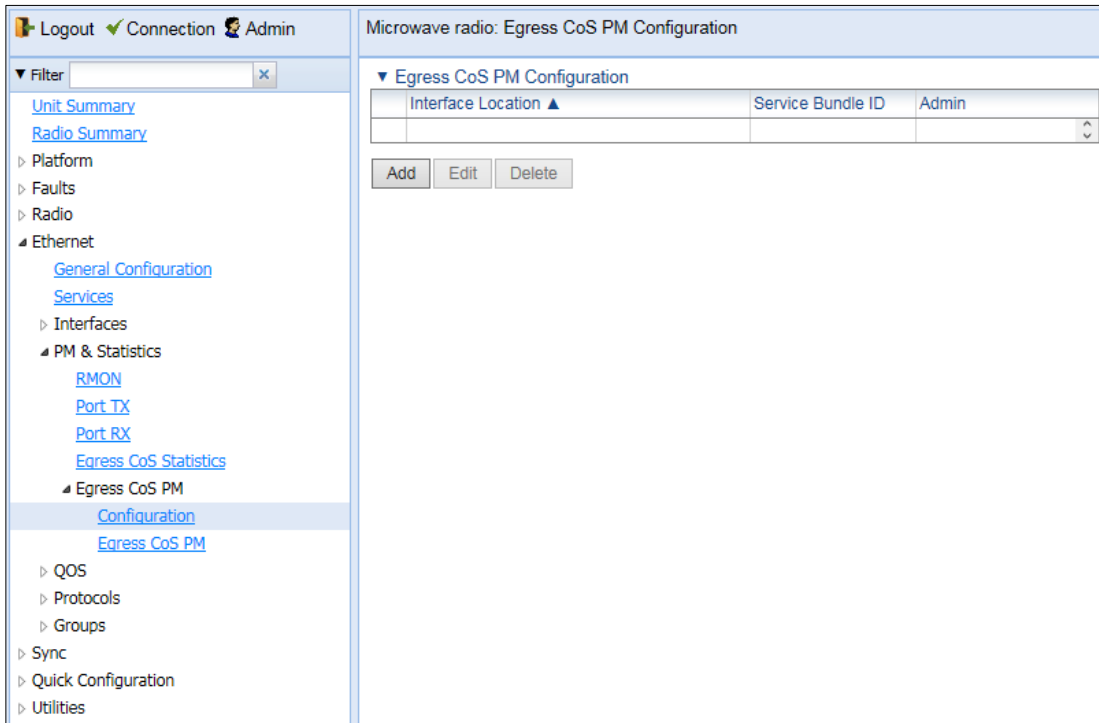 Logout Connection Admin
Filter
Unit Summary
Radio Summary
Platform
Faults
Radio
Ethernet
General Configuration
Services
Interfaces
PM & Statistics
RMON
Port TX
Port RX
Egress CoS Statistics
Egress CoS PM
Configuration
Egress CoS PM
QOS
Protocols
Groups
Sync
Quick Configuration
Utilities
Microwave radio: Egress CoS PM Configuration
Egress CoS PM Configuration
Interface Location ▲ Service Bundle ID Admin
Add Edit Delete